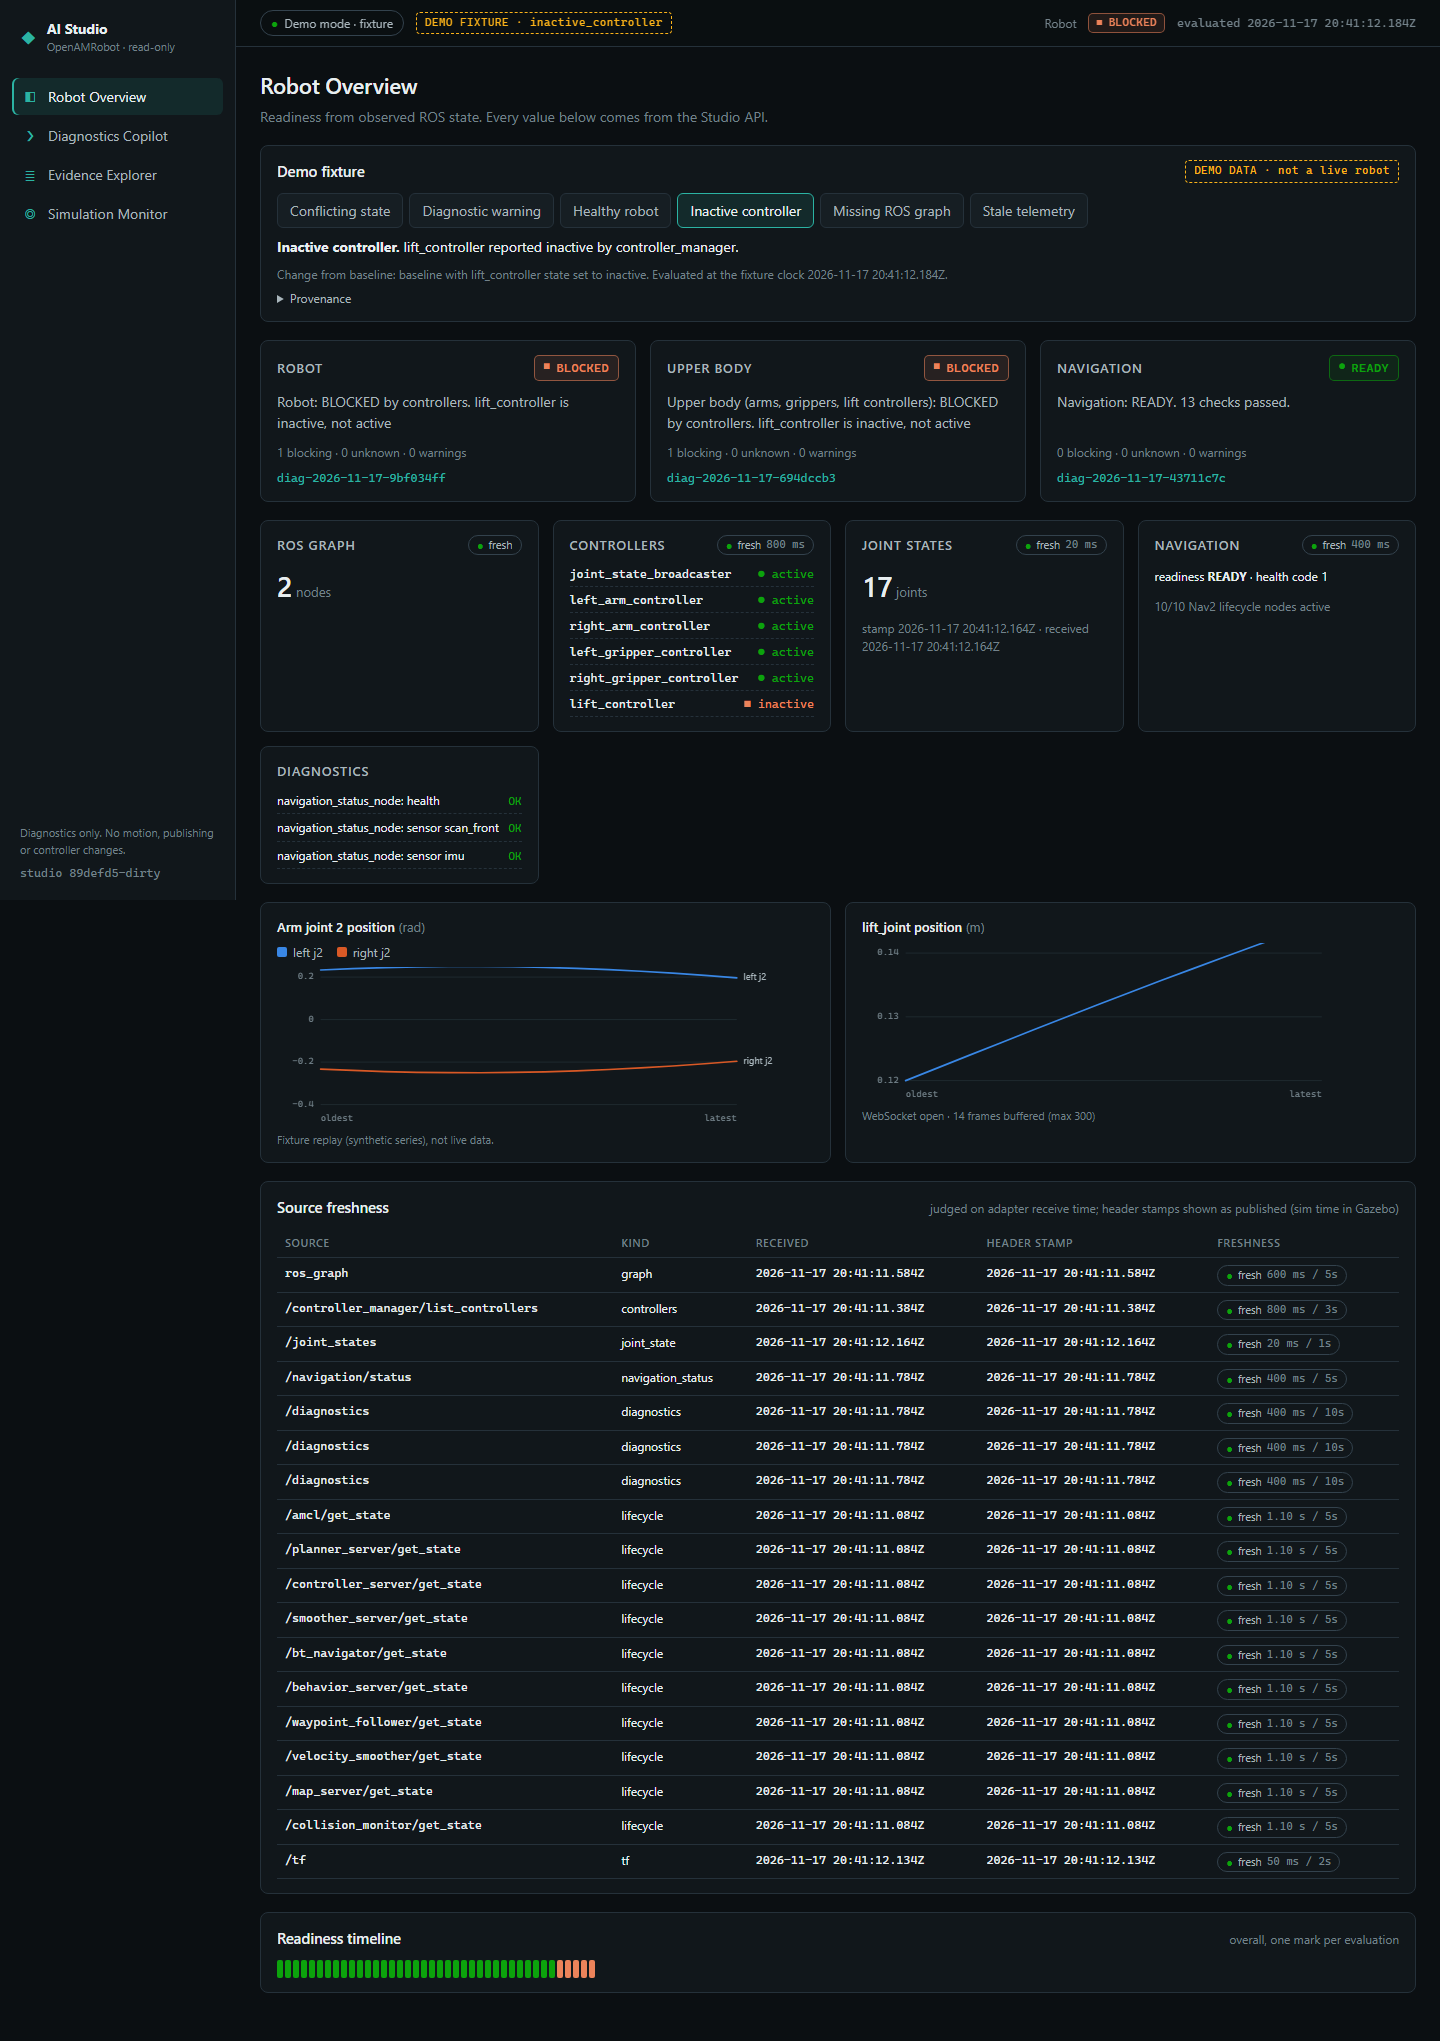 AI Studio
OpenAMRobot · read-only
Robot Overview
Diagnostics Copilot
Evidence Explorer
Simulation Monitor
Diagnostics only. No motion, publishing
or controller changes.
studio 89defd5-dirty
Demo mode · fixture
DEMO FIXTURE · inactive_controller
Robot
BLOCKED
evaluated 2026-11-17 20:41:12.184Z
Robot Overview
Readiness from observed ROS state. Every value below comes from the Studio API.
Demo fixture
DEMO DATA · not a live robot
Conflicting state
Diagnostic warning
Healthy robot
Inactive controller
Missing ROS graph
Stale telemetry
Inactive controller. lift_controller reported inactive by controller_manager.
Change from baseline: baseline with lift_controller state set to inactive. Evaluated at the fixture clock 2026-11-17 20:41:12.184Z.
Provenance
ROBOT
BLOCKED
Robot: BLOCKED by controllers. lift_controller is
inactive, not active
1 blocking · 0 unknown · 0 warnings
diag-2026-11-17-9bf034ff
UPPER BODY
BLOCKED
Upper body (arms, grippers, lift controllers): BLOCKED
by controllers. lift_controller is inactive, not active
1 blocking · 0 unknown · 0 warnings
diag-2026-11-17-694dccb3
NAVIGATION
READY
Navigation: READY. 13 checks passed.
0 blocking · 0 unknown · 0 warnings
diag-2026-11-17-43711c7c
ROS GRAPH
fresh
2 nodes
CONTROLLERS
fresh 800 ms
joint_state_broadcaster active
left_arm_controller active
right_arm_controller active
left_gripper_controller active
right_gripper_controller active
lift_controller inactive
JOINT STATES
fresh 20 ms
17 joints
stamp 2026-11-17 20:41:12.164Z · received
2026-11-17 20:41:12.164Z
NAVIGATION
fresh 400 ms
readiness READY · health code 1
10/10 Nav2 lifecycle nodes active
DIAGNOSTICS
navigation_status_node: health OK
navigation_status_node: sensor scan_front OK
navigation_status_node: sensor imu OK
Arm joint 2 position (rad)
left j2 right j2
0.2
0
−0.2
−0.4
left j2
right j2
oldest latest
Fixture replay (synthetic series), not live data.
lift_joint position (m)
0.14
0.13
0.12
oldest latest
WebSocket open · 14 frames buffered (max 300)
Source freshness
judged on adapter receive time; header stamps shown as published (sim time in Gazebo)
SOURCE KIND RECEIVED HEADER STAMP FRESHNESS
ros_graph graph 2026-11-17 20:41:11.584Z 2026-11-17 20:41:11.584Z fresh 600 ms / 5s
/controller_manager/list_controllers controllers 2026-11-17 20:41:11.384Z 2026-11-17 20:41:11.384Z fresh 800 ms / 3s
/joint_states joint_state 2026-11-17 20:41:12.164Z 2026-11-17 20:41:12.164Z fresh 20 ms / 1s
/navigation/status navigation_status 2026-11-17 20:41:11.784Z 2026-11-17 20:41:11.784Z fresh 400 ms / 5s
/diagnostics diagnostics 2026-11-17 20:41:11.784Z 2026-11-17 20:41:11.784Z fresh 400 ms / 10s
/diagnostics diagnostics 2026-11-17 20:41:11.784Z 2026-11-17 20:41:11.784Z fresh 400 ms / 10s
/diagnostics diagnostics 2026-11-17 20:41:11.784Z 2026-11-17 20:41:11.784Z fresh 400 ms / 10s
/amcl/get_state lifecycle 2026-11-17 20:41:11.084Z 2026-11-17 20:41:11.084Z fresh 1.10 s / 5s
/planner_server/get_state lifecycle 2026-11-17 20:41:11.084Z 2026-11-17 20:41:11.084Z fresh 1.10 s / 5s
/controller_server/get_state lifecycle 2026-11-17 20:41:11.084Z 2026-11-17 20:41:11.084Z fresh 1.10 s / 5s
/smoother_server/get_state lifecycle 2026-11-17 20:41:11.084Z 2026-11-17 20:41:11.084Z fresh 1.10 s / 5s
/bt_navigator/get_state lifecycle 2026-11-17 20:41:11.084Z 2026-11-17 20:41:11.084Z fresh 1.10 s / 5s
/behavior_server/get_state lifecycle 2026-11-17 20:41:11.084Z 2026-11-17 20:41:11.084Z fresh 1.10 s / 5s
/waypoint_follower/get_state lifecycle 2026-11-17 20:41:11.084Z 2026-11-17 20:41:11.084Z fresh 1.10 s / 5s
/velocity_smoother/get_state lifecycle 2026-11-17 20:41:11.084Z 2026-11-17 20:41:11.084Z fresh 1.10 s / 5s
/map_server/get_state lifecycle 2026-11-17 20:41:11.084Z 2026-11-17 20:41:11.084Z fresh 1.10 s / 5s
/collision_monitor/get_state lifecycle 2026-11-17 20:41:11.084Z 2026-11-17 20:41:11.084Z fresh 1.10 s / 5s
/tf tf 2026-11-17 20:41:12.134Z 2026-11-17 20:41:12.134Z fresh 50 ms / 2s
Readiness timeline
overall, one mark per evaluation